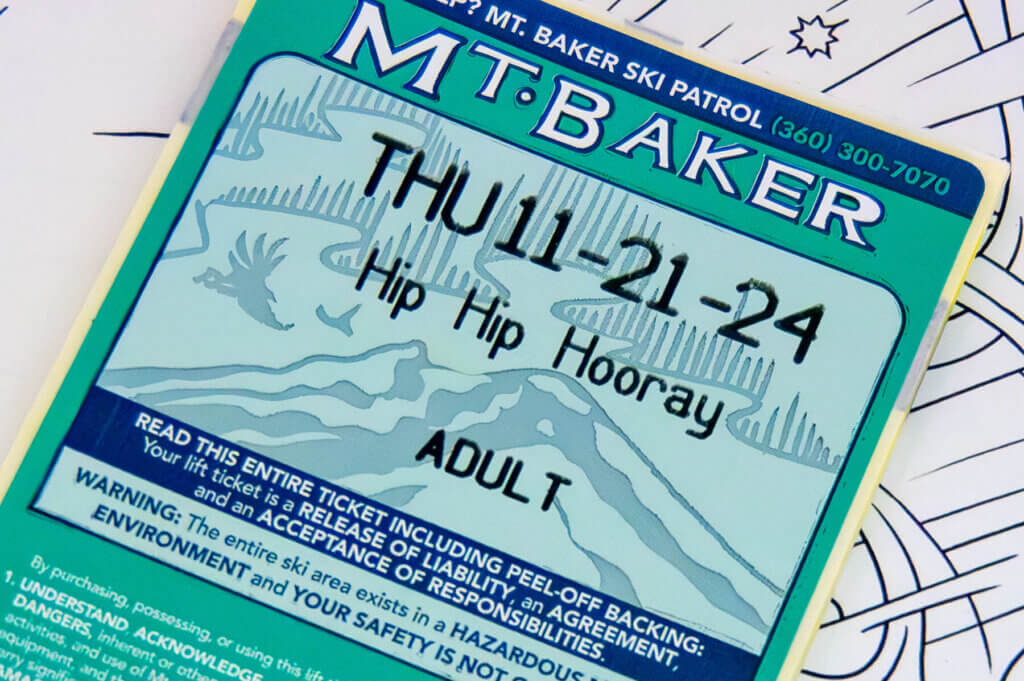 ? MT. BAKER SKI PATROL (360) 300-7070
MT. BAKER
THU 11-21-24
Hip Hip Hooray
ADULT
READ THIS ENTIRE TICKET INCLUDING PEEL-OFF BACKING:
Your lift ticket is a RELEASE OF LIABILITY, an AGREEMENT,
and an ACCEPTANCE OF RESPONSIBILITIES.
WARNING: The entire ski area exists in a HAZARDOUS
ENVIRONMENT and YOUR SAFETY IS NOT
By purchasing, possessing, or using this lift
1. UNDERSTAND, ACKNOWLEDGE
DANGERS, inherent or
activities, and use of Mt.
equipment, and